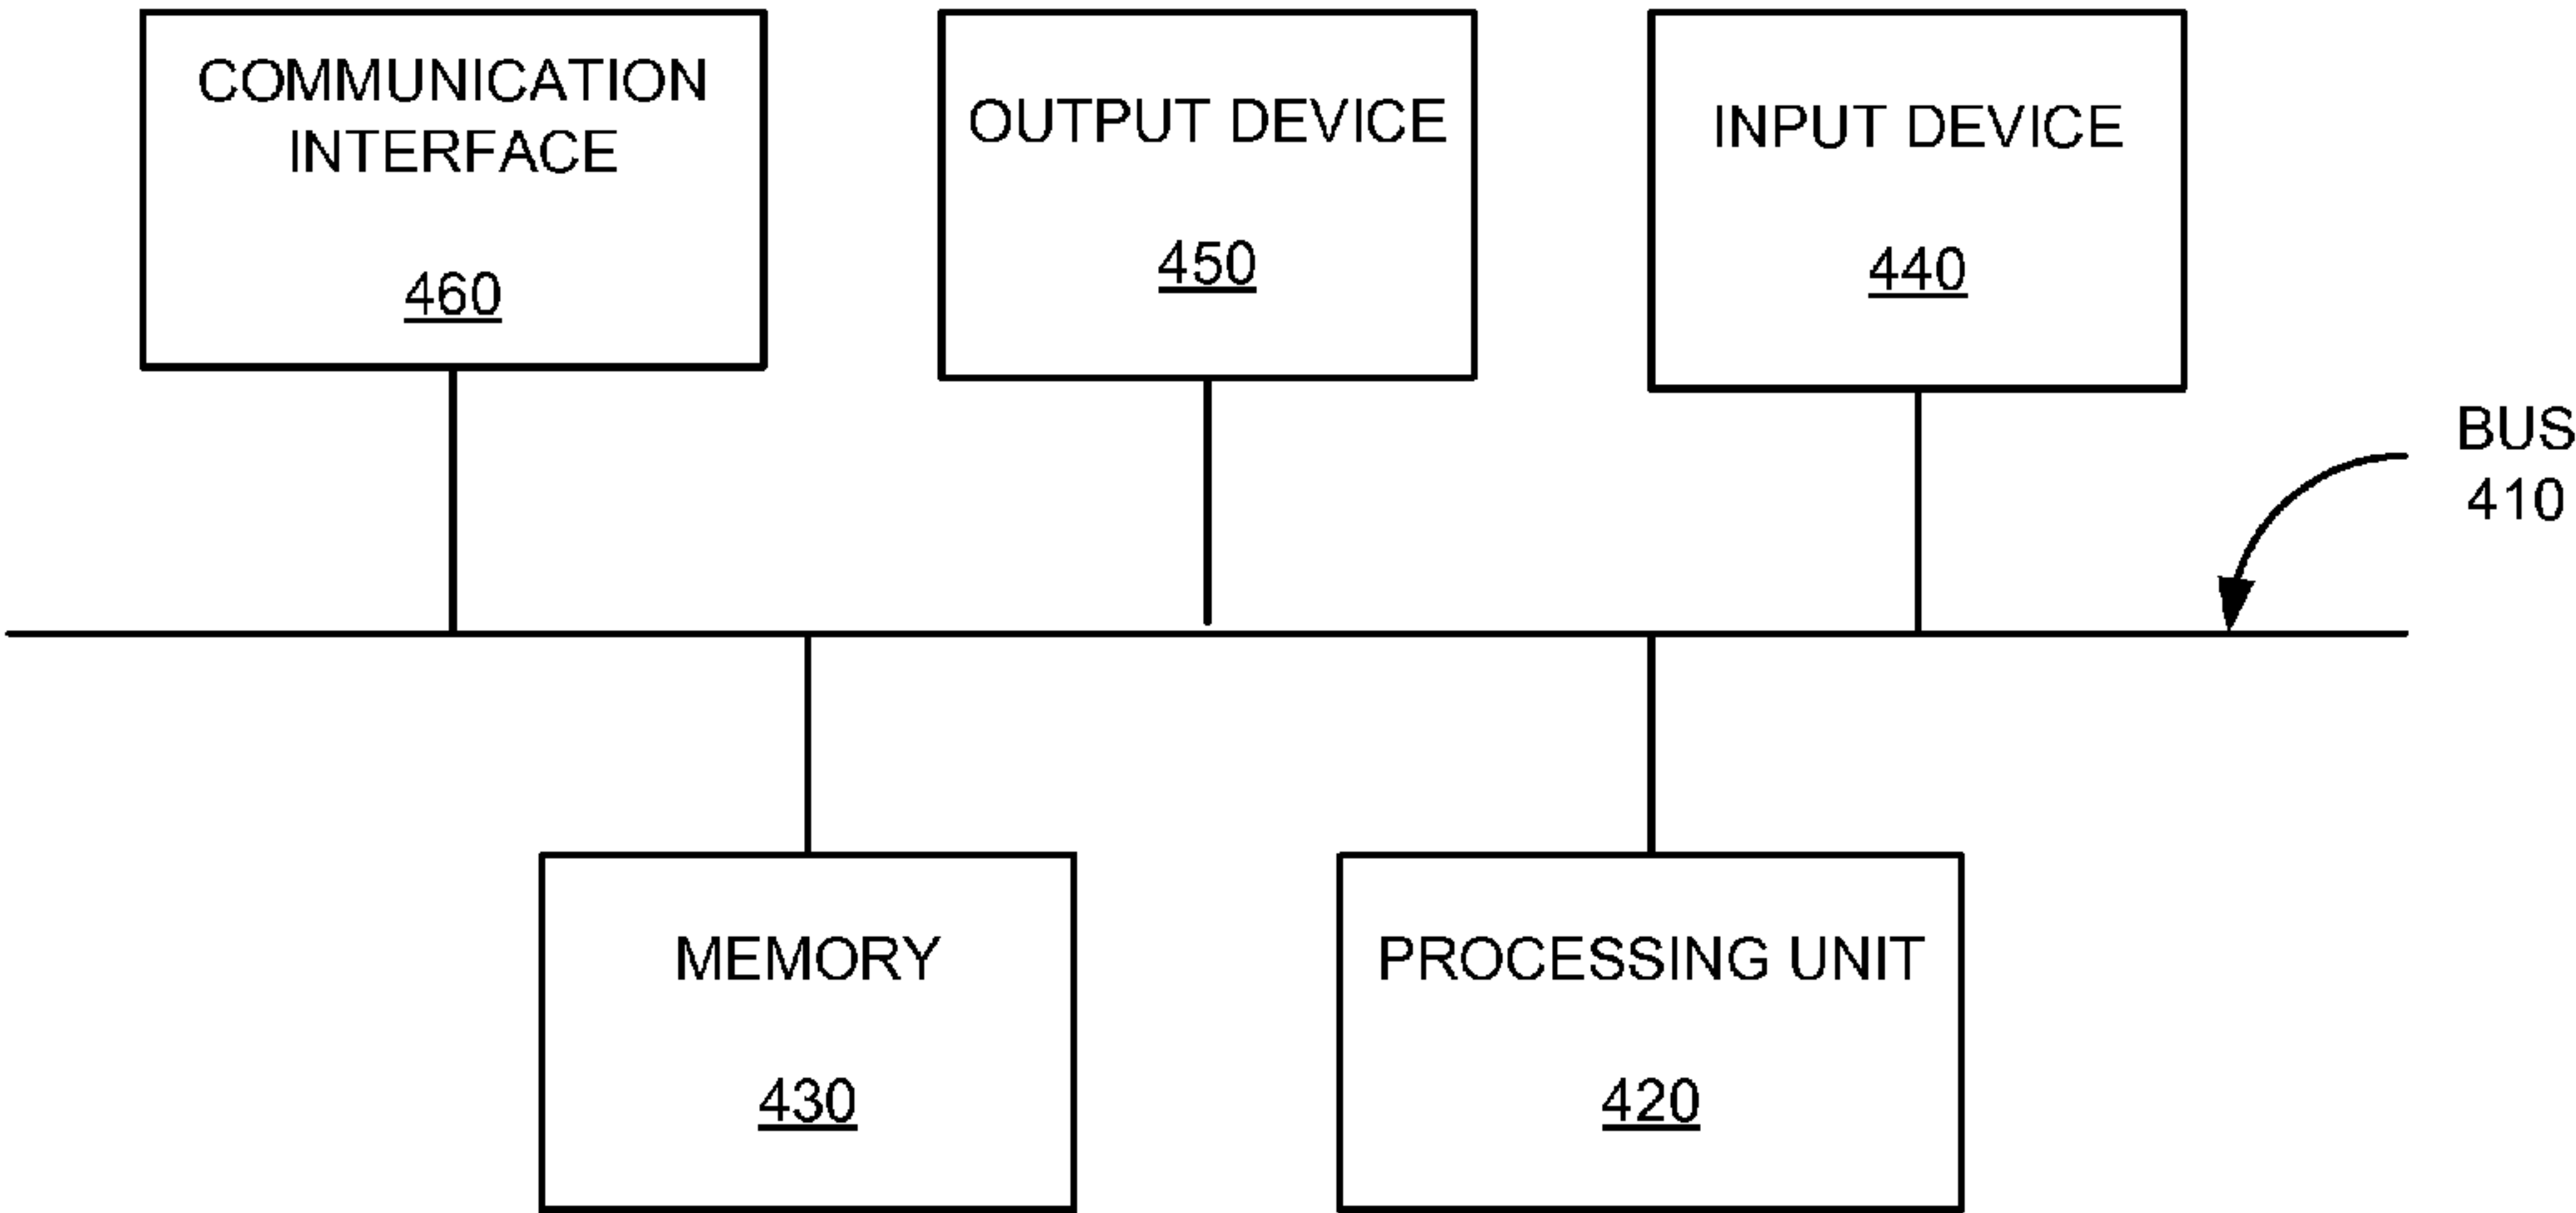 COMMUNICATION
INTERFACE
460
OUTPUT DEVICE
450
INPUT DEVICE
440
BUS
410
MEMORY
430
PROCESSING UNIT
420